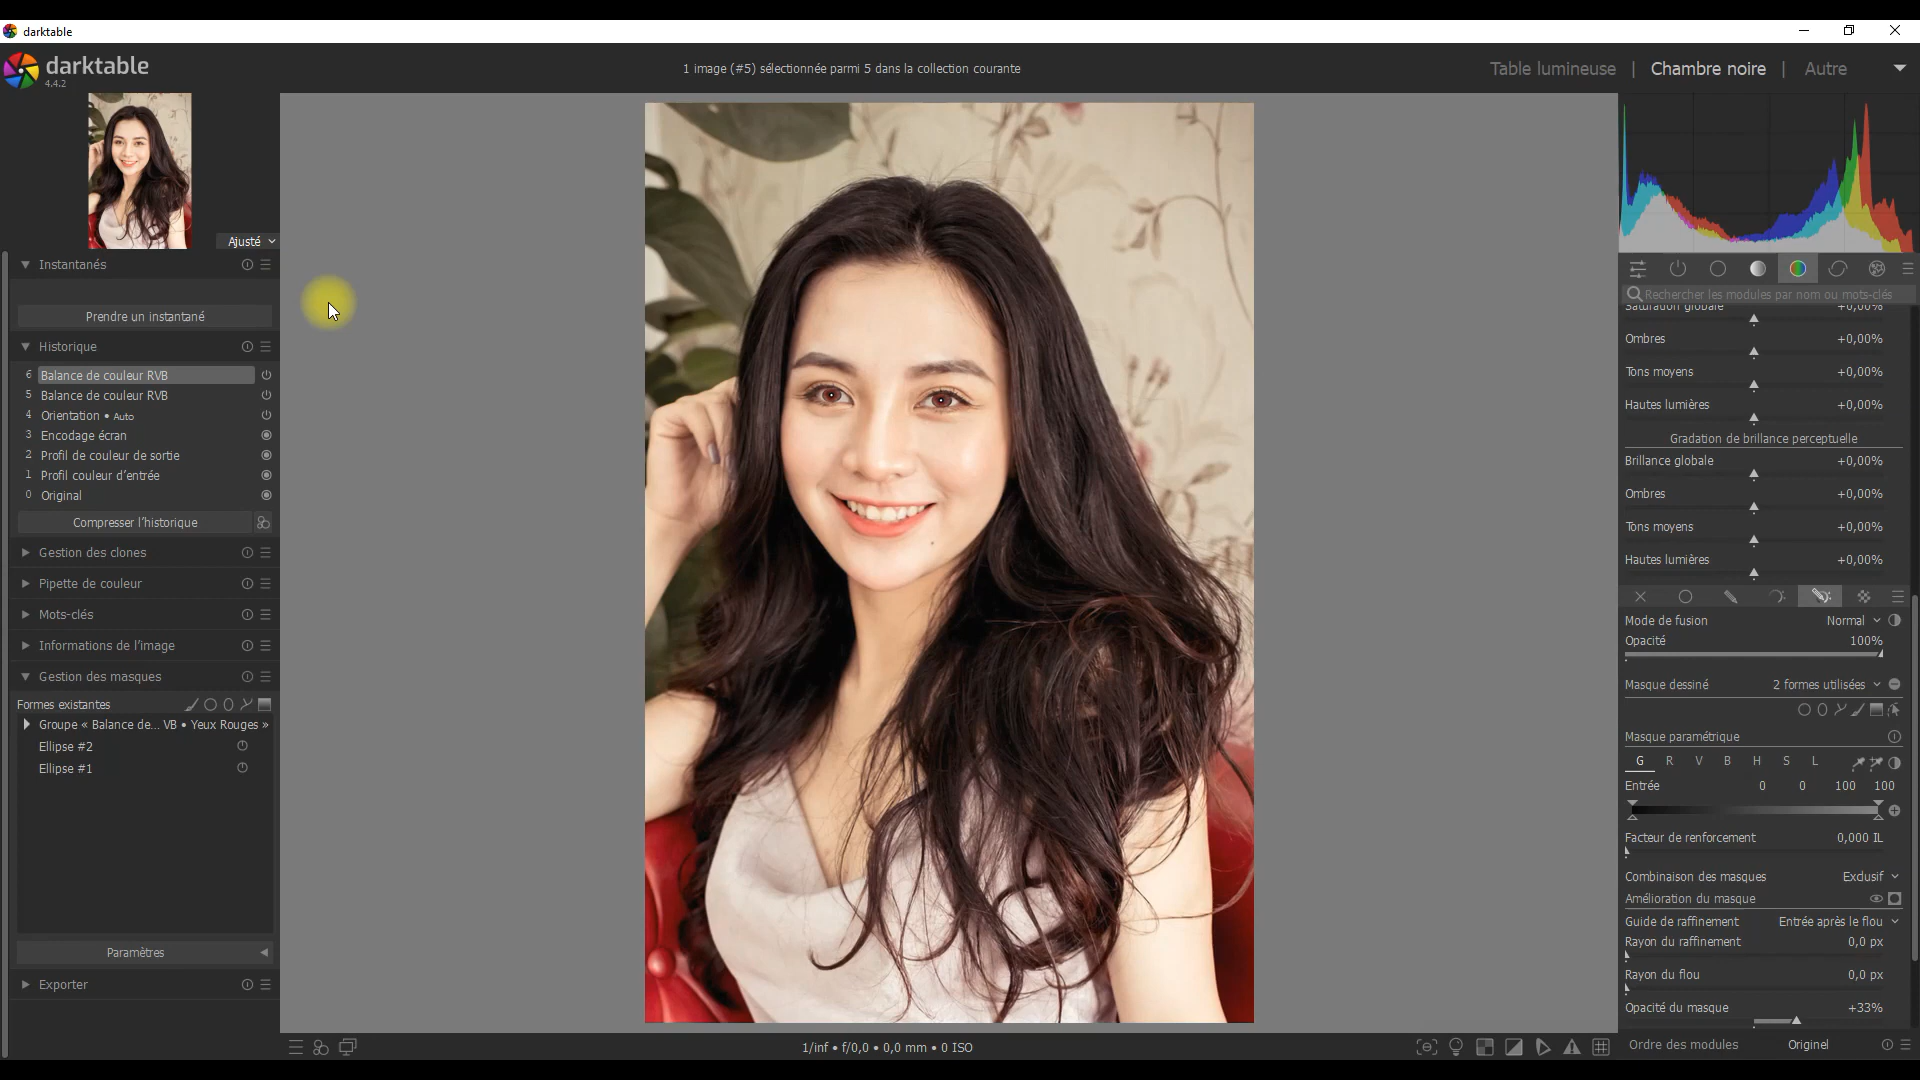 darktable
darktable
4.4.2
1 image (#5) sélectionnée parmi 5 dans la collection courante
Table lumineuse | Chambre noire | Autre
Ajusté
Instantanés
Prendre un instantané
Historique
6 Balance de couleur RVB
5 Balance de couleur RVB
4 Orientation • Auto
3 Encodage écran
2 Profil de couleur de sortie
1 Profil couleur d'entrée
0 Original
Compresser l'historique
Gestion des clones
Pipette de couleur
Mots-clés
Informations de l'image
Gestion des masques
Formes existantes
Groupe « Balance de... VB • Yeux Rouges »
Ellipse #2
Ellipse #1
Paramètres
Exporter
1/inf • f/0,0 • 0,0 mm • 0 ISO
Rechercher les modules par nom ou mots-clés
Saturation globale +0,00%
Ombres +0,00%
Tons moyens +0,00%
Hautes lumières +0,00%
Gradation de brillance perceptuelle
Brillance globale +0,00%
Ombres +0,00%
Tons moyens +0,00%
Hautes lumières +0,00%
Mode de fusion Normal
Opacité 100%
Masque dessiné 2 formes utilisées
Masque paramétrique
G R V B H S L
Entrée 0 0 100 100
Facteur de renforcement 0,000 IL
Combinaison des masques Exclusif
Amélioration du masque
Guide de raffinement Entrée après le flou
Rayon du raffinement 0,0 px
Rayon du flou 0,0 px
Opacité du masque +33%
Ordre des modules Originel